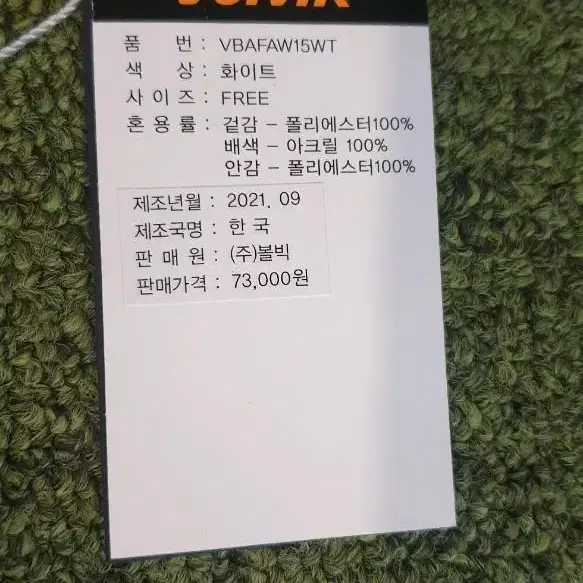 품 번 : VBAFAW15WT
색 상 : 화이트
사 이 즈 : FREE
혼 용 률 : 겉감 – 폴리에스터100%
배색 – 아크릴 100%
안감 – 폴리에스터100%
제조년월 : 2021. 09
제조국명 : 한 국
판 매 원 : (주)볼빅
판매가격 : 73,000원